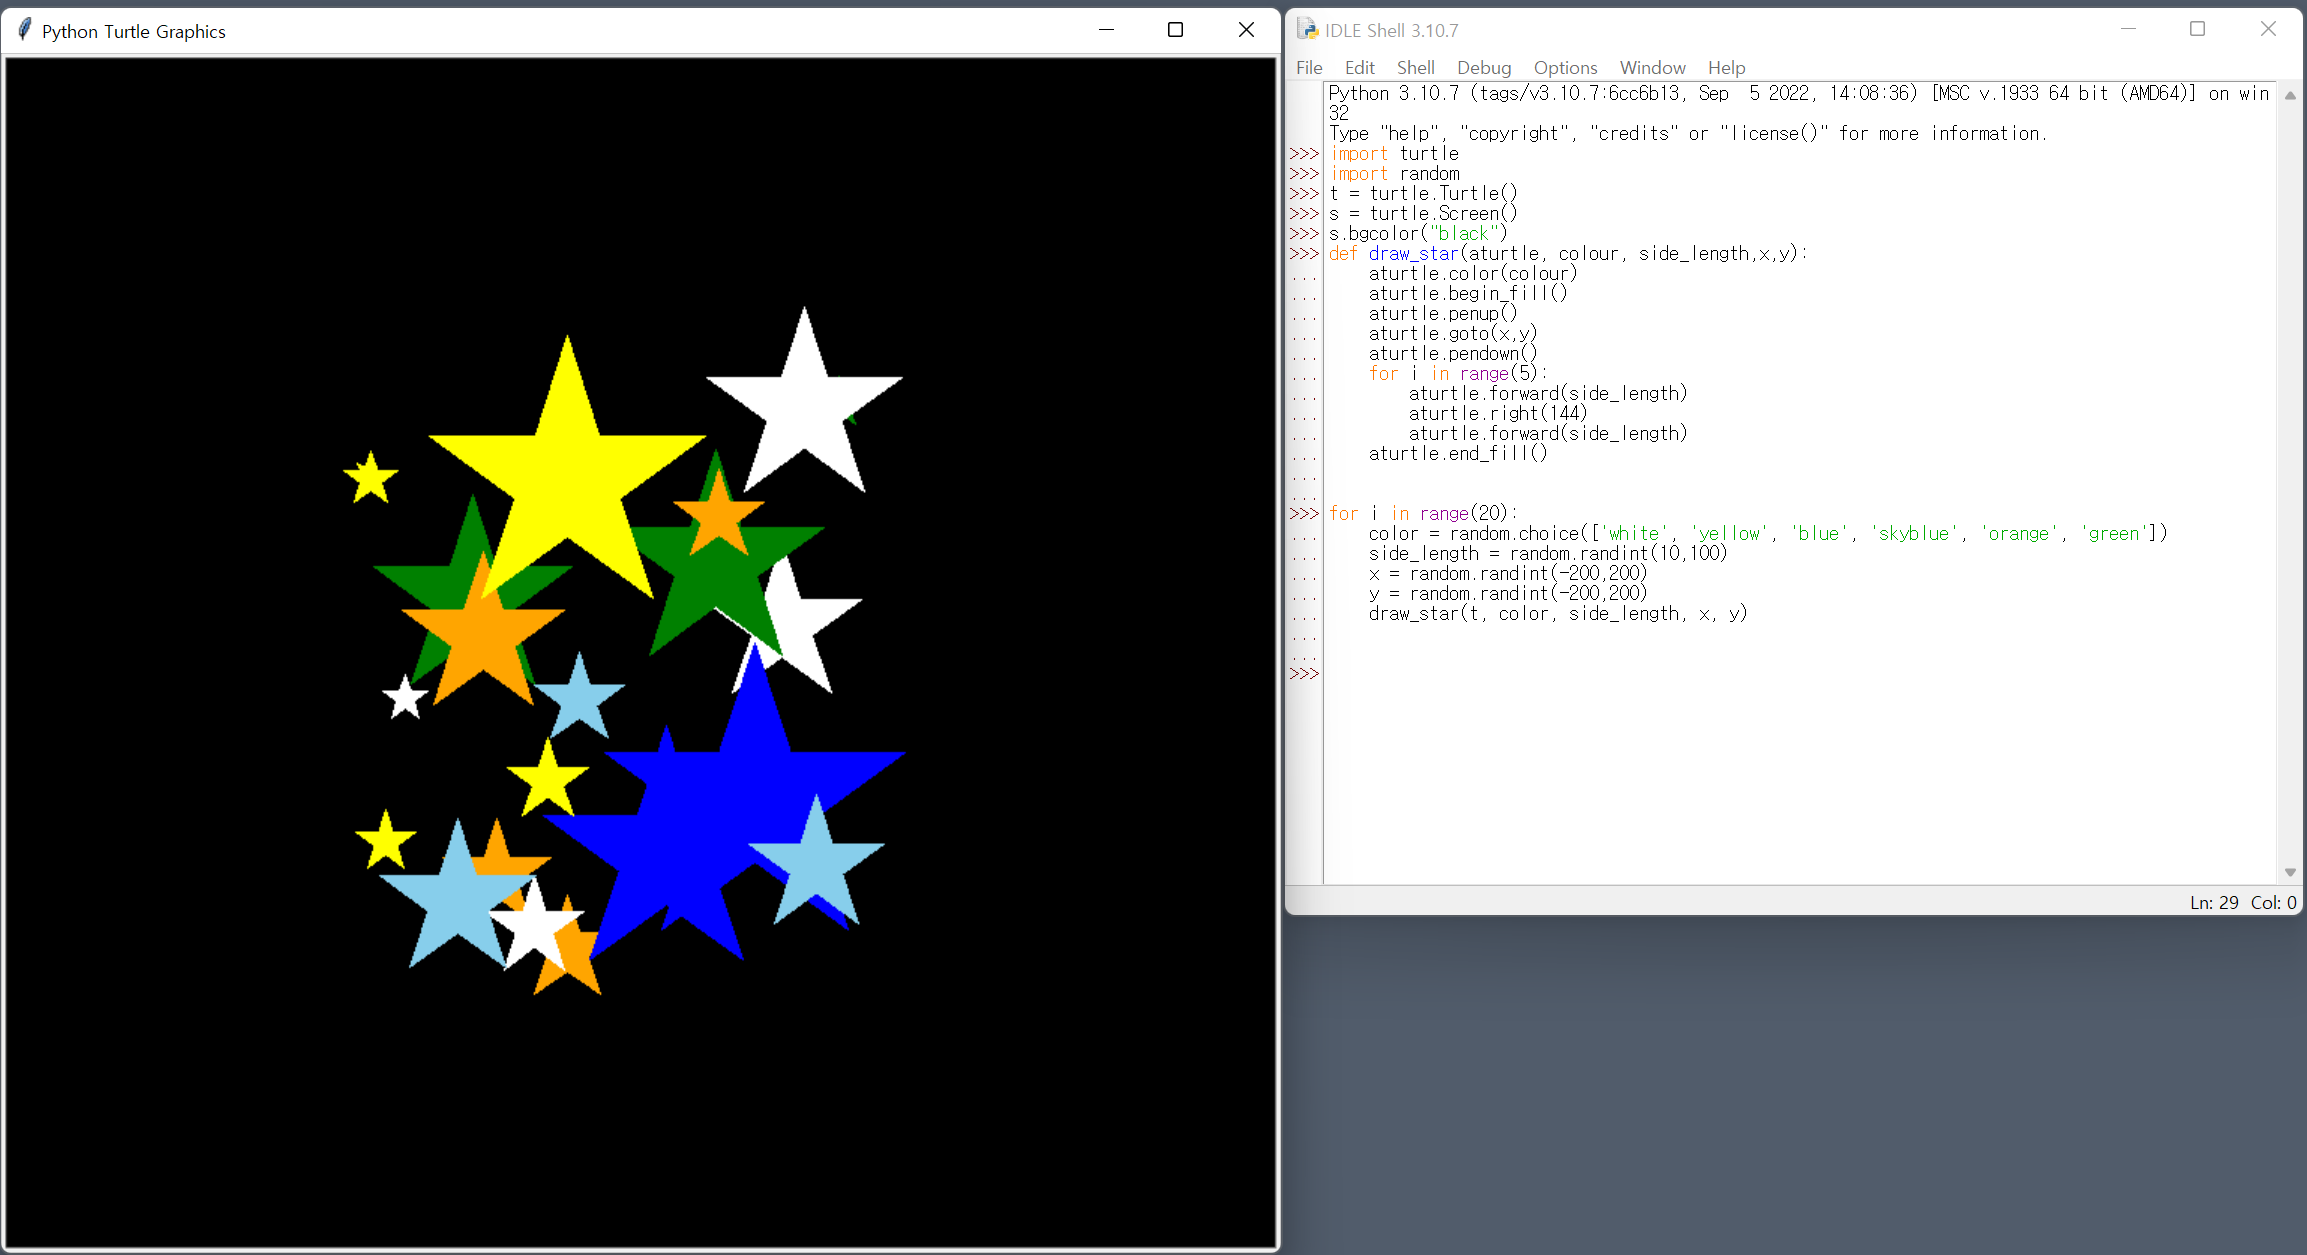 Python Turtle Graphics
IDLE Shell 3.10.7
File Edit Shell Debug Options Window Help
Python 3.10.7 (tags/v3.10.7:6cc6b13, Sep  5 2022, 14:08:36) [MSC v.1933 64 bit (AMD64)] on win
32
Type "help", "copyright", "credits" or "license()" for more information.
>>> import turtle
>>> import random
>>> t = turtle.Turtle()
>>> s = turtle.Screen()
>>> s.bgcolor("black")
>>> def draw_star(aturtle, colour, side_length,x,y):
...     aturtle.color(colour)
...     aturtle.begin_fill()
...     aturtle.penup()
...     aturtle.goto(x,y)
...     aturtle.pendown()
...     for i in range(5):
...         aturtle.forward(side_length)
...         aturtle.right(144)
...         aturtle.forward(side_length)
...     aturtle.end_fill()
...
...
>>> for i in range(20):
...     color = random.choice(['white', 'yellow', 'blue', 'skyblue', 'orange', 'green'])
...     side_length = random.randint(10,100)
...     x = random.randint(-200,200)
...     y = random.randint(-200,200)
...     draw_star(t, color, side_length, x, y)
...
...
>>>
Ln: 29 Col: 0